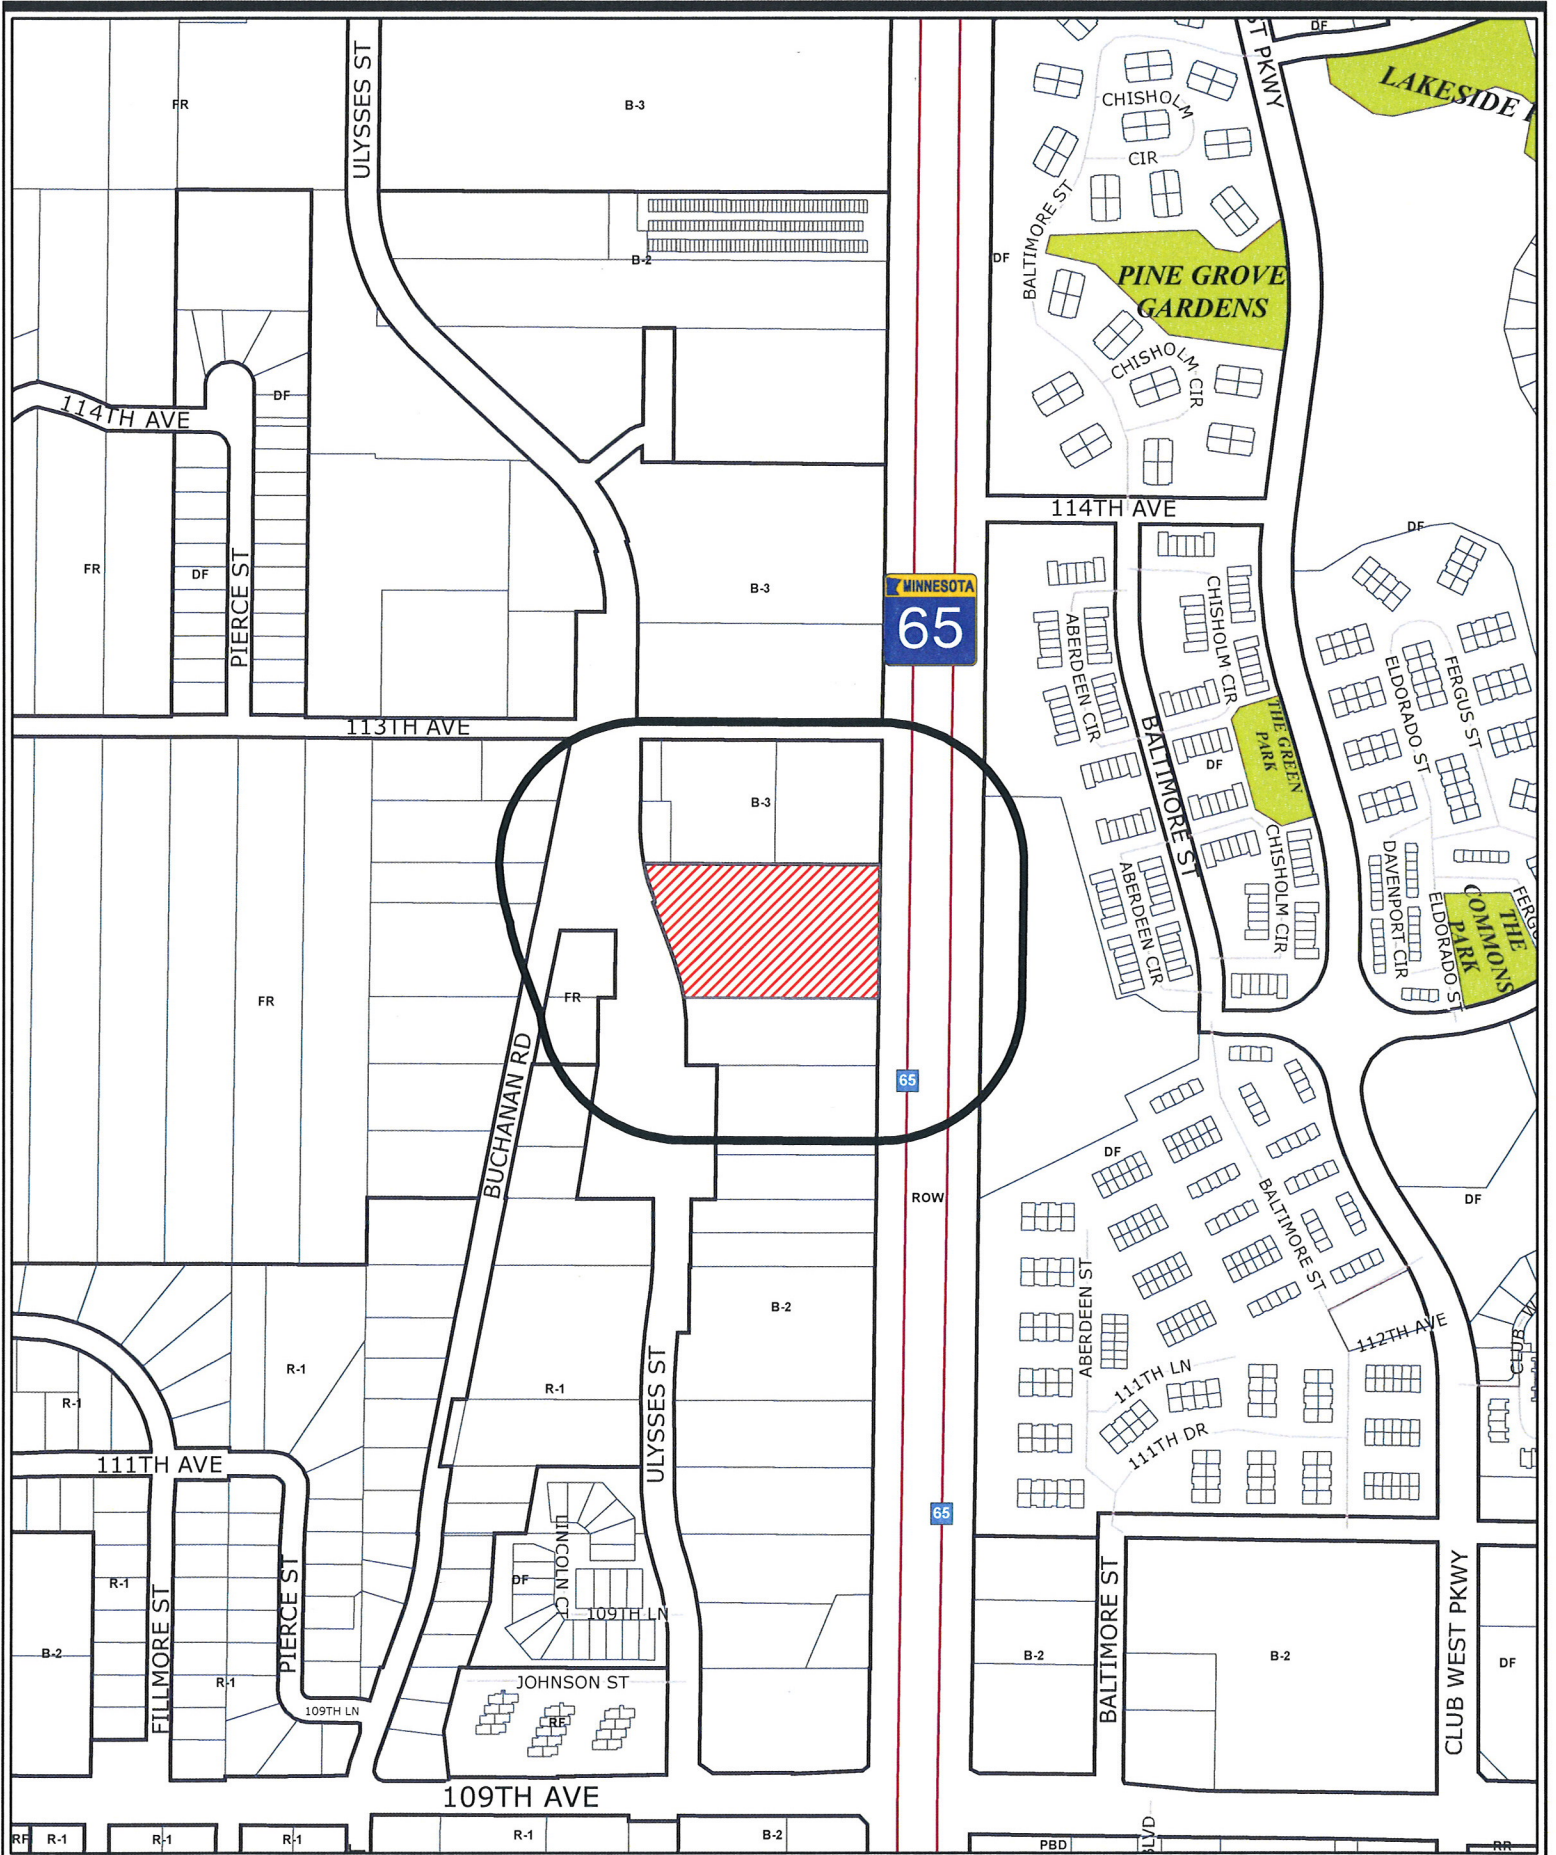 DF
ST PKWY
ULYSSES ST
FR
B-3
LAKESIDE
CHISHOLM
CIR
BALTIMORE ST
B-2
DF
PINE GROVE
GARDENS
CHISHOLM CIR
DF
114TH AVE
114TH AVE
DF
FR
DF
PIERCE ST
B-3
MINNESOTA
65
ABERDEEN CIR
CHISHOLM CIR
ELDORADO ST
FERGUS ST
113TH AVE
BALTIMORE ST
DF
THE GREEN
PARK
B-3
ABERDEEN CIR
CHISHOLM CIR
DAVENPORT CIR
ELDORADO ST
THE
COMMONS
PARK
FR
FR
BUCHANAN RD
65
DF
ROW
DF
BALTIMORE ST
B-2
ABERDEEN ST
112TH AVE
CLUB W
R-1
R-1
R-1
ULYSSES ST
111TH LN
111TH DR
111TH AVE
65
LINCOLN CT
DF
109TH LN
R-1
B-2
FILLMORE ST
PIERCE ST
R-1
109TH LN
JOHNSON ST
RF
B-2
BALTIMORE ST
B-2
CLUB WEST PKWY
DF
109TH AVE
RF
R-1
R-1
R-1
R-1
B-2
PBD
BLVD
RR